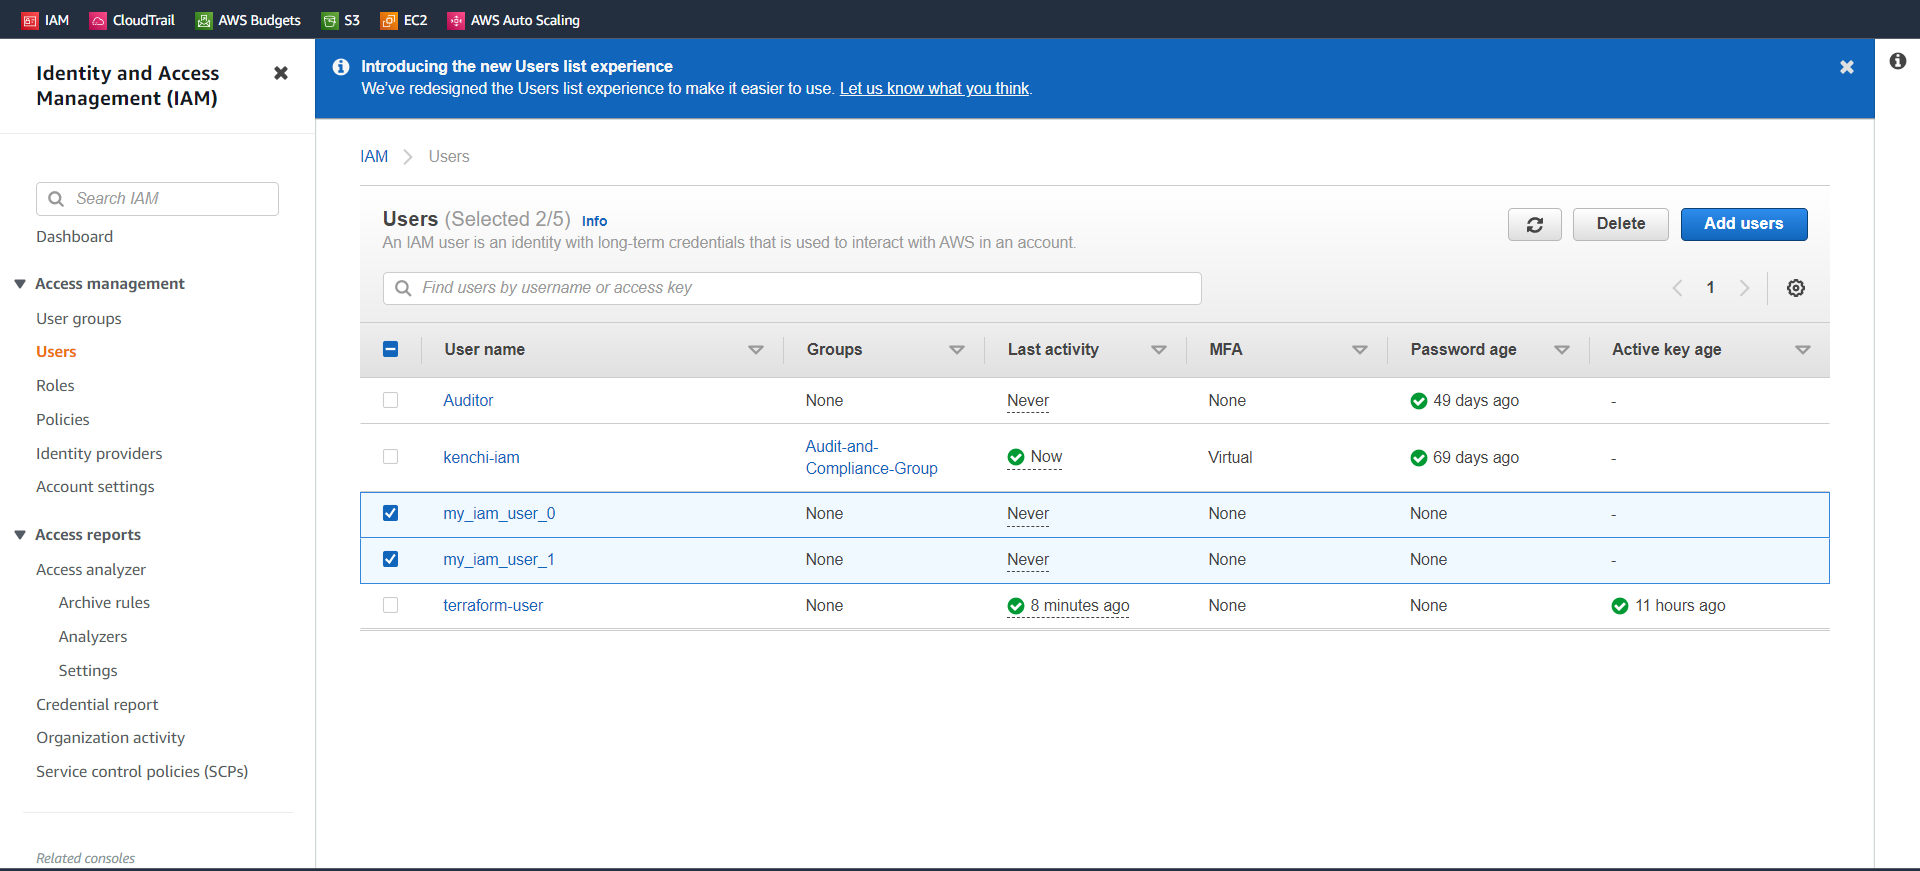 IAM CloudTrail AWS Budgets S3 EC2 AWS Auto Scaling
Identity and Access
Management (IAM)
Search IAM
Dashboard
Access management
User groups
Users
Roles
Policies
Identity providers
Account settings
Access reports
Access analyzer
Archive rules
Analyzers
Settings
Credential report
Organization activity
Service control policies (SCPs)
Related consoles
Introducing the new Users list experience
We've redesigned the Users list experience to make it easier to use. Let us know what you think.
IAM Users
Users (Selected 2/5) Info
An IAM user is an identity with long-term credentials that is used to interact with AWS in an account.
Delete Add users
Find users by username or access key
1
User name Groups Last activity MFA Password age Active key age
Auditor None Never None 49 days ago -
kenchi-iam Audit-and-
Compliance-Group Now Virtual 69 days ago -
my_iam_user_0 None Never None None -
my_iam_user_1 None Never None None -
terraform-user None 8 minutes ago None None 11 hours ago